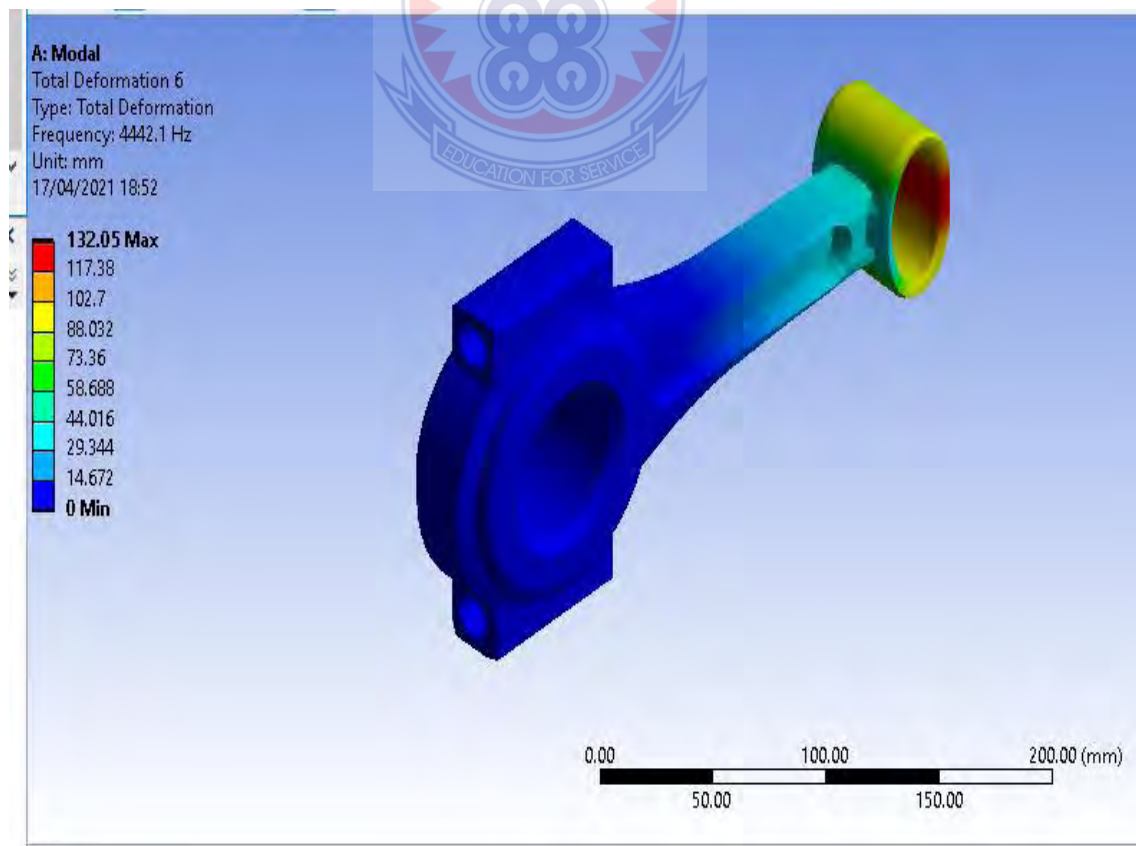 A: Modal
Total Deformation 6
Type: Total Deformation
Frequency: 4442.1 Hz
Unit: mm
17/04/2021 18:52
132.05 Max
117.38
102.7
88.032
73.36
58.688
44.016
29.344
14.672
0 Min
EDUCATION FOR SERVICE
0.00 100.00 200.00 (mm)
50.00 150.00